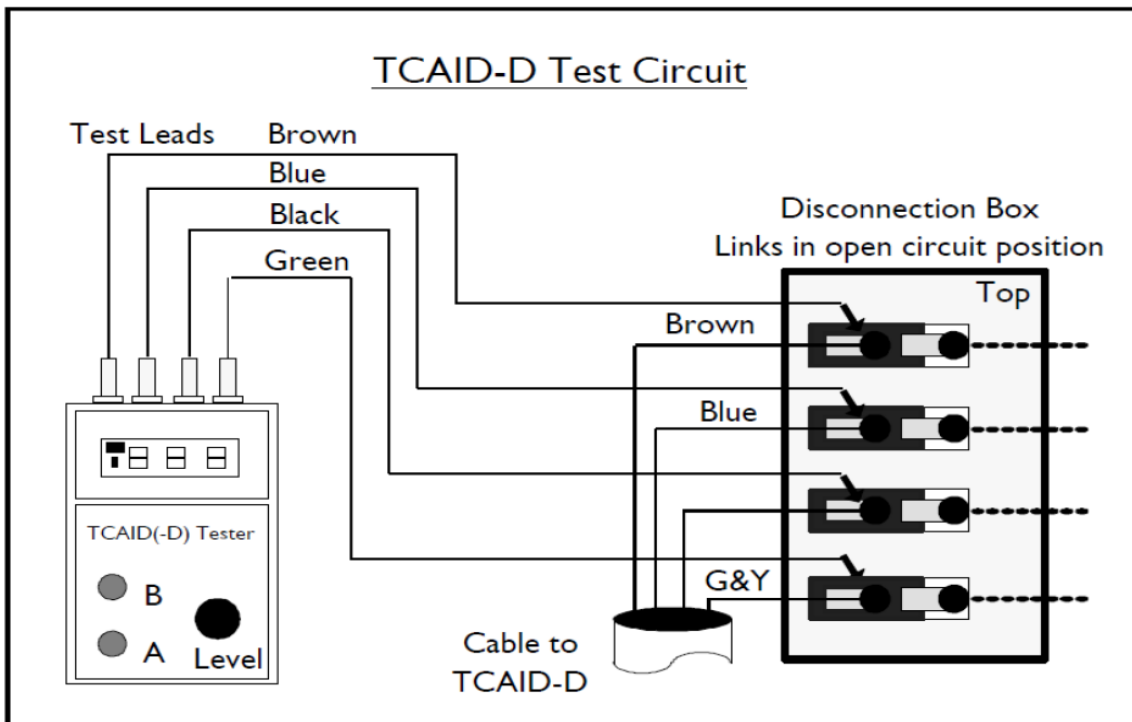 TCAID-D Test Circuit
Test Leads Brown
Blue
Black
Green
Disconnection Box
Links in open circuit position
Top
Brown
Blue
G&Y
Cable to
TCAID-D
TCAID(-D) Tester
B
A
Level